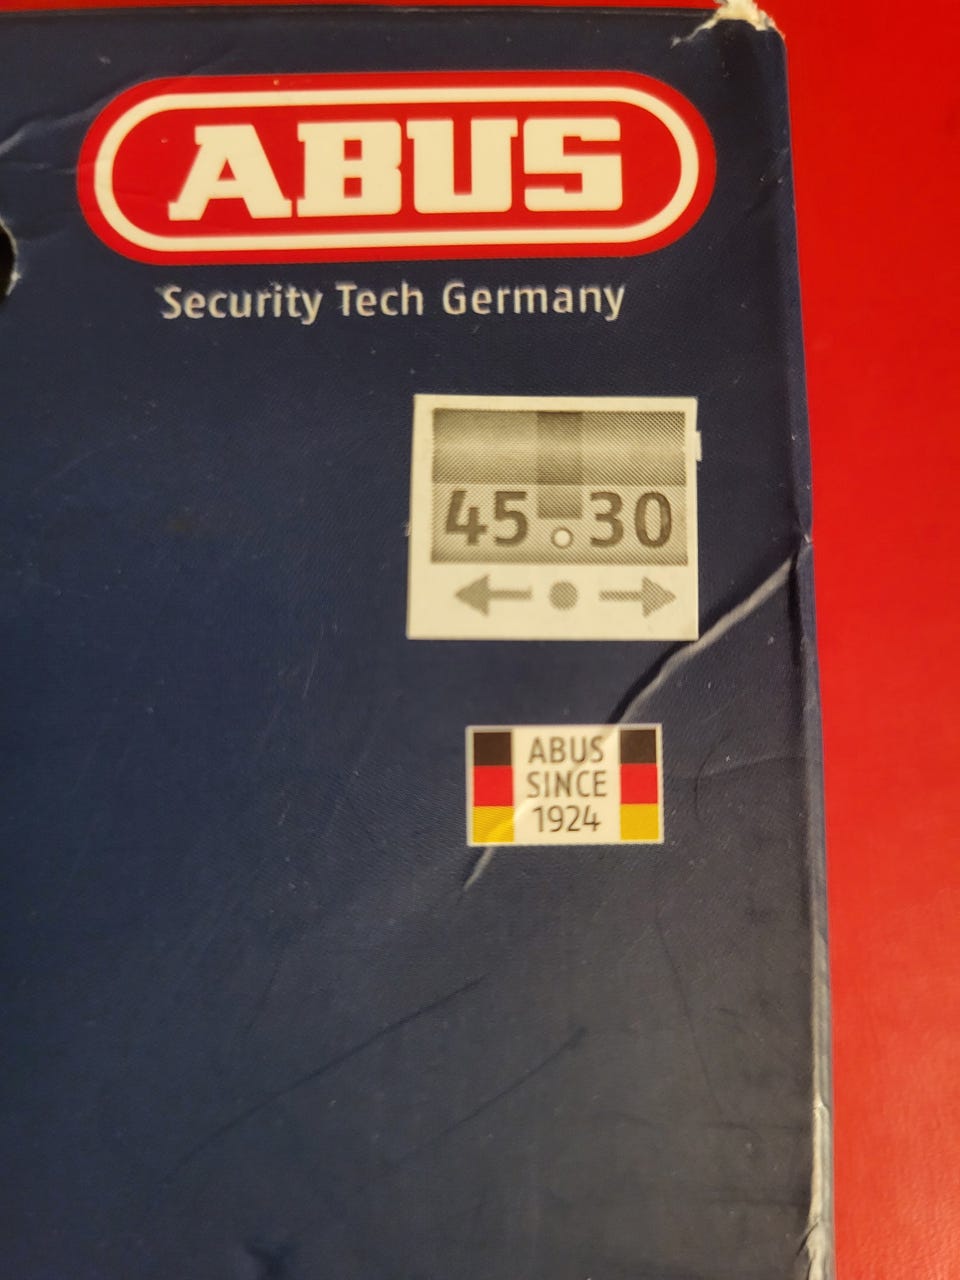 ABUS
Security Tech Germany
45 30
ABUS
SINCE
1924